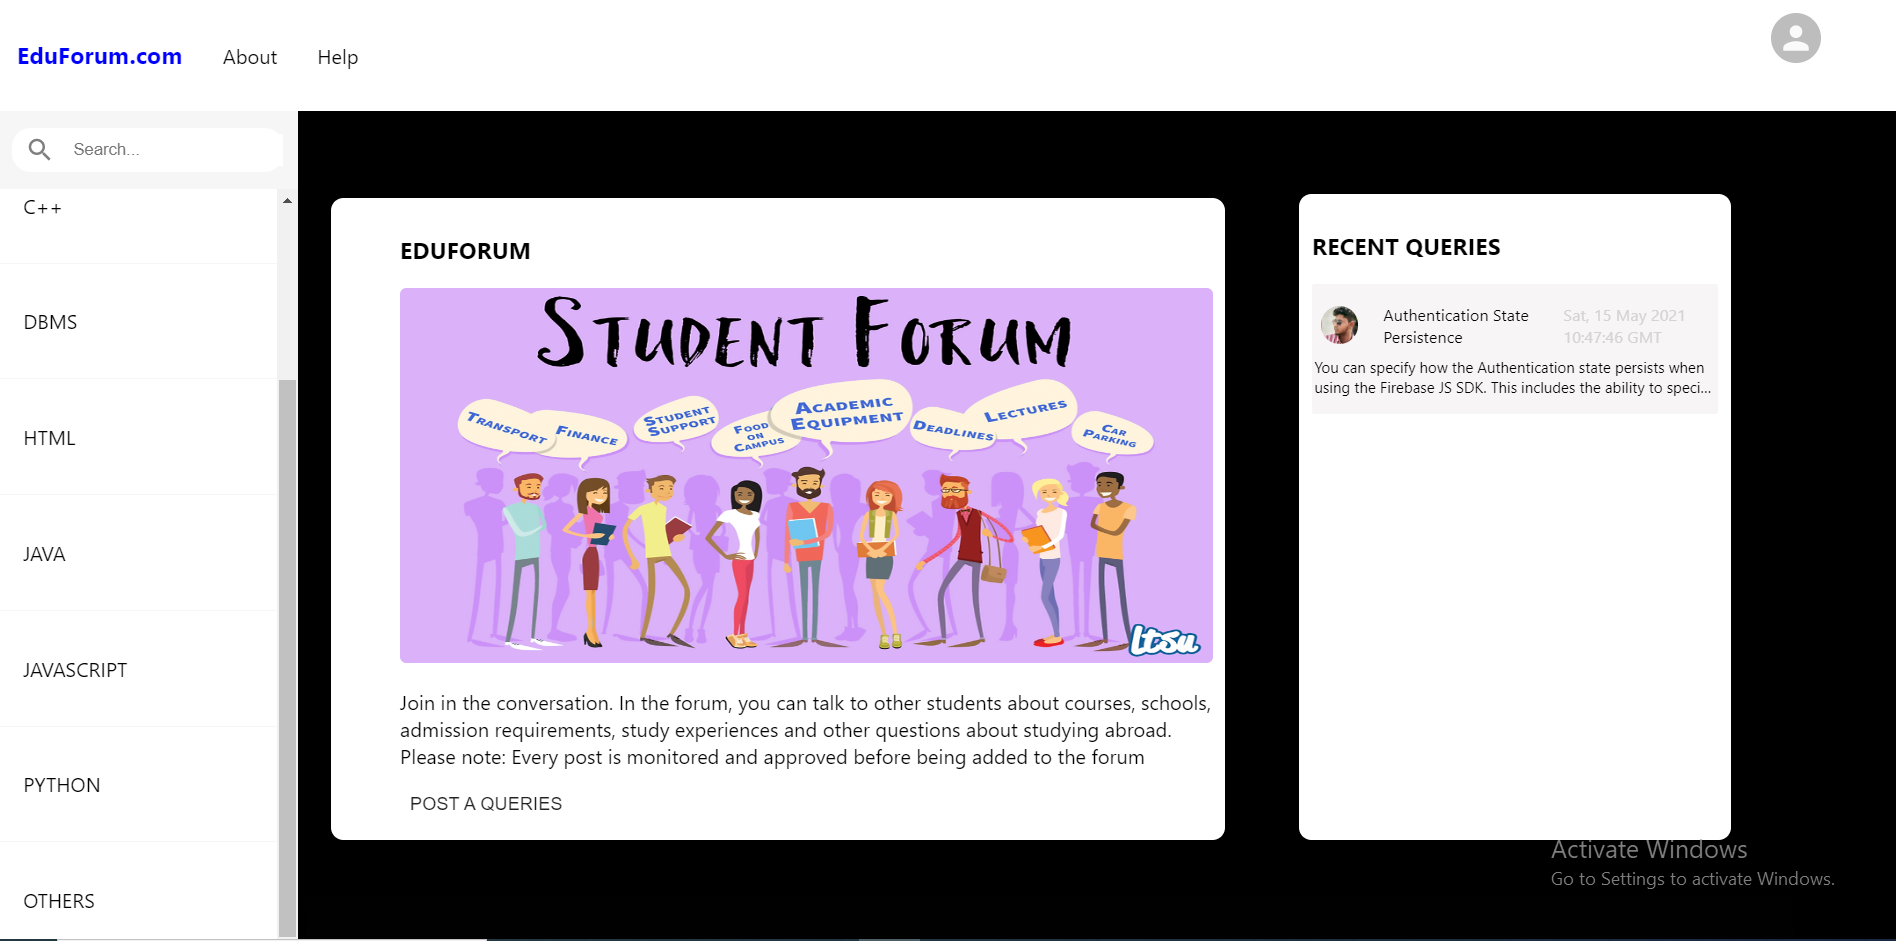 EduForum.com
About
Help
Search...
C++
DBMS
HTML
JAVA
JAVASCRIPT
PYTHON
OTHERS
EDUFORUM
STUDENT FORUM
TRANSPORT
FINANCE
STUDENT
SUPPORT
FOOD
ON
CAMPUS
ACADEMIC
EQUIPMENT
DEADLINES
LECTURES
CAR
PARKING
ltsu
Join in the conversation. In the forum, you can talk to other students about courses, schools,
admission requirements, study experiences and other questions about studying abroad.
Please note: Every post is monitored and approved before being added to the forum
POST A QUERIES
RECENT QUERIES
Authentication State
Persistence
Sat, 15 May 2021
10:47:46 GMT
You can specify how the Authentication state persists when
using the Firebase JS SDK. This includes the ability to speci...
Activate Windows
Go to Settings to activate Windows.